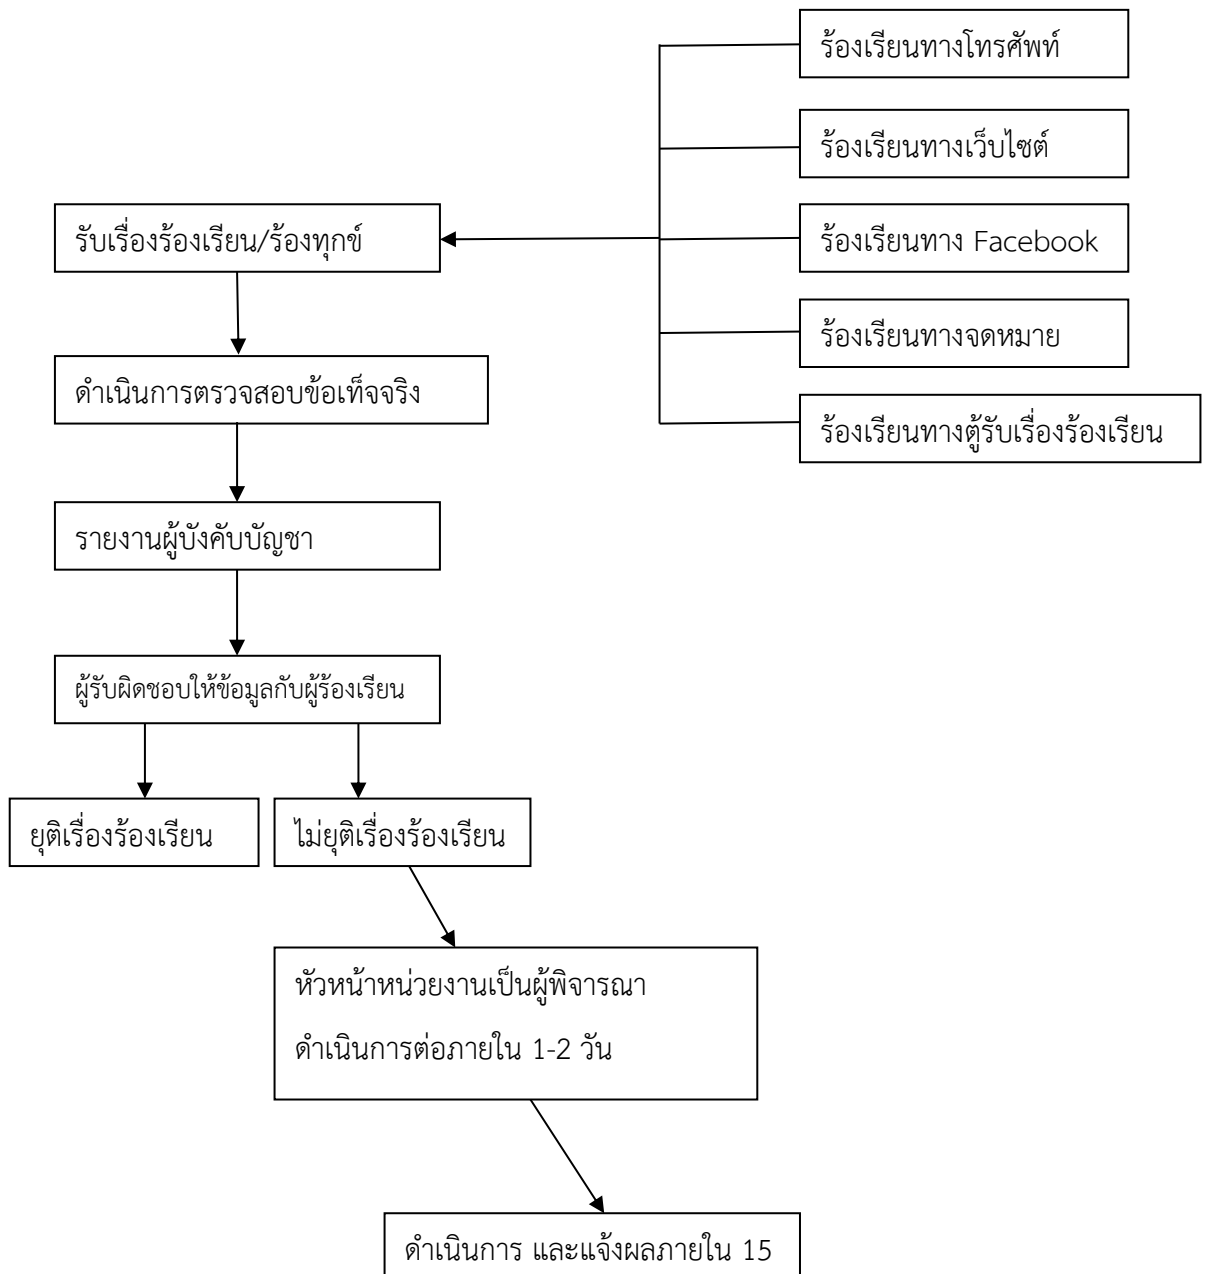 ร้องเรียนทางโทรศัพท์
ร้องเรียนทางเว็บไซต์
รับเรื่องร้องเรียน/ร้องทุกข์
ร้องเรียนทาง Facebook
ร้องเรียนทางจดหมาย
ดำเนินการตรวจสอบข้อเท็จจริง
ร้องเรียนทางตู้รับเรื่องร้องเรียน
รายงานผู้บังคับบัญชา
ผู้รับผิดชอบให้ข้อมูลกับผู้ร้องเรียน
ยุติเรื่องร้องเรียน
ไม่ยุติเรื่องร้องเรียน
หัวหน้าหน่วยงานเป็นผู้พิจารณา
ดำเนินการต่อภายใน 1-2 วัน
ดำเนินการ และแจ้งผลภายใน 15